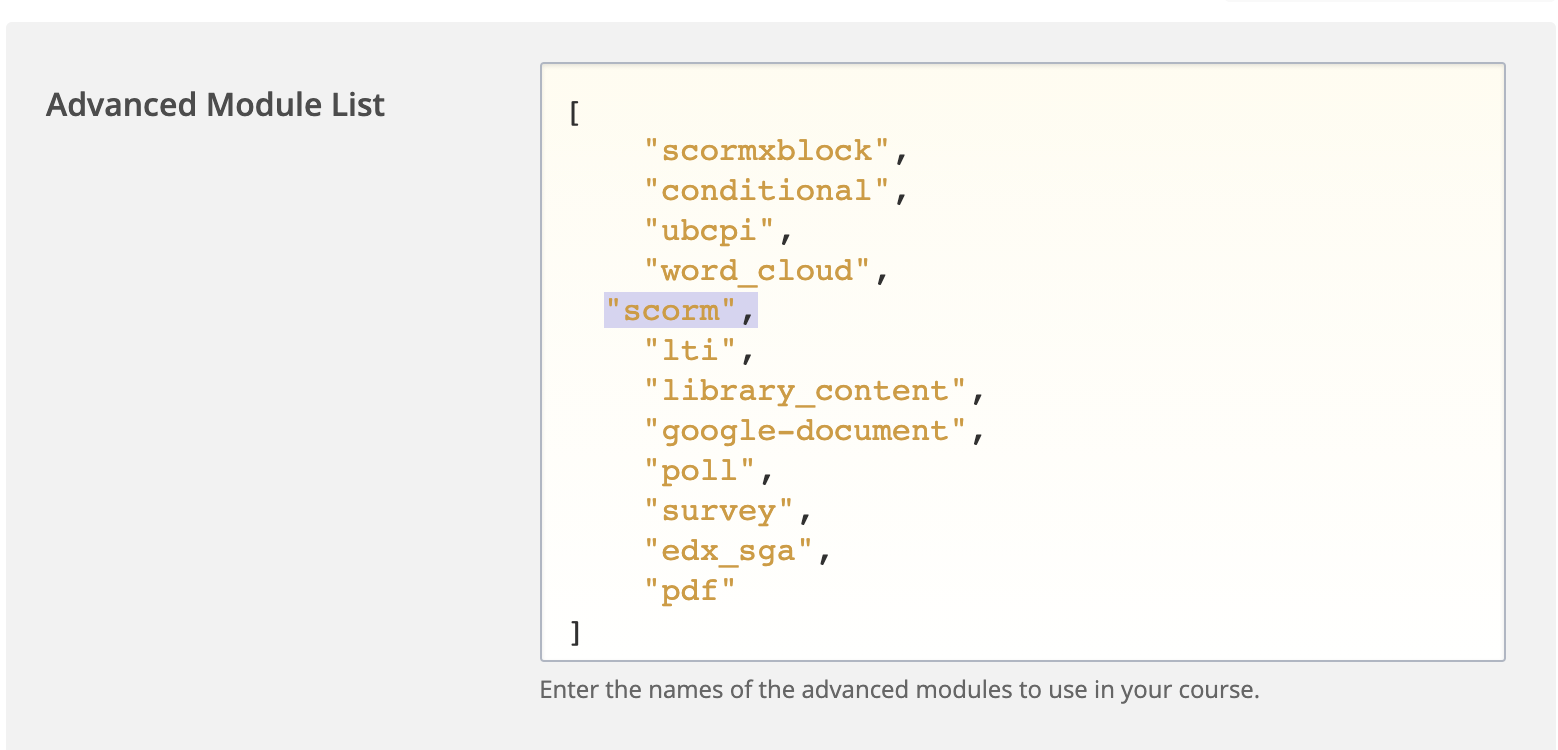 Advanced Module List
[
"scormxblock",
"conditional",
"ubcpi",
"word_cloud",
"scorm",
"lti",
"library_content",
"google-document",
"poll",
"survey",
"edx_sga",
"pdf"
]
Enter the names of the advanced modules to use in your course.